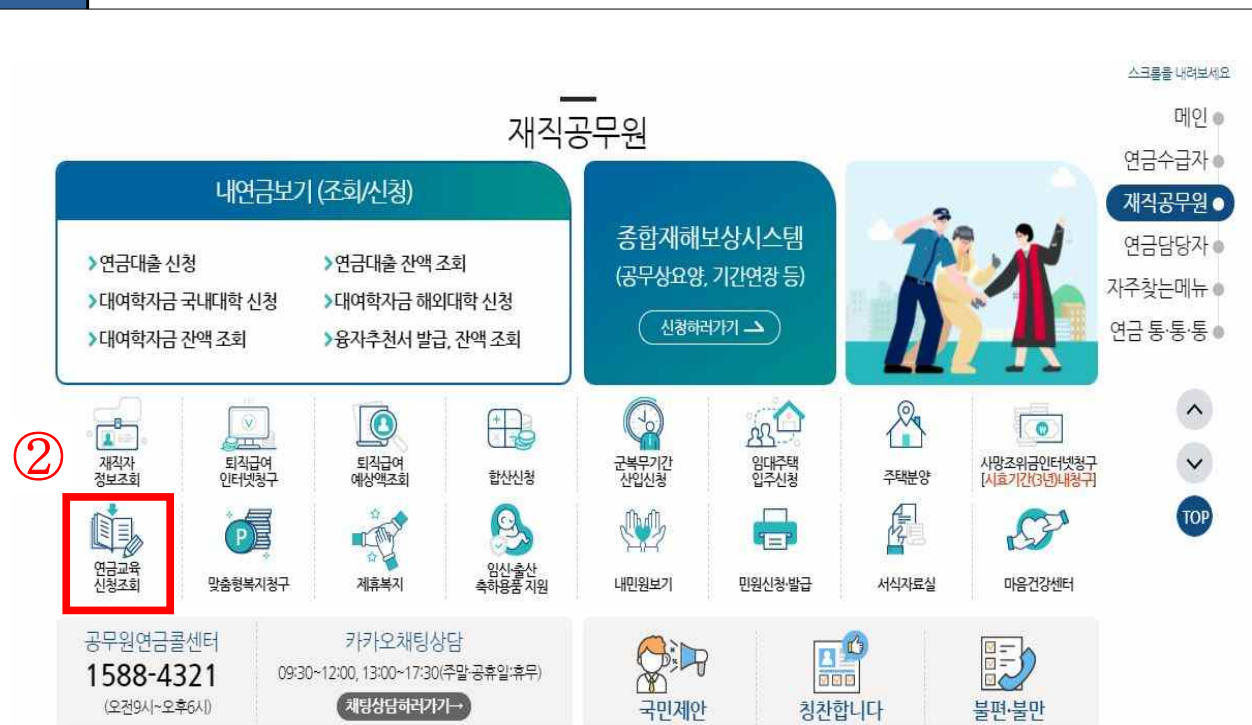 스크롤을 내려보세요
재직공무원
메인
연금수급자
재직공무원
연금담당자
자주찾는메뉴
연금 통·통·통
내연금보기 (조회/신청)
연금대출 신청
연금대출 잔액 조회
대여학자금 국내대학 신청
대여학자금 해외대학 신청
대여학자금 잔액 조회
융자추천서 발급, 잔액 조회
종합재해보상시스템
(공무상요양, 기간연장 등)
신청하러가기
②
재직자
정보조회
퇴직급여
인터넷청구
퇴직급여
예상액조회
합산신청
군복무기간
산입신청
임대주택
입주신청
주택분양
사망조위금인터넷청구
[시효기간(3년)내청구]
TOP
연금교육
신청조회
맞춤형복지청구
제휴복지
임신·출산
축하용품 지원
내민원보기
민원신청·발급
서식자료실
마음건강센터
공무원연금콜센터
1588-4321
(오전9시~오후6시)
카카오채팅상담
09:30~12:00, 13:00~17:30(주말·공휴일:휴무)
채팅상담하러가기→
국민제안
칭찬합니다
불편·불만